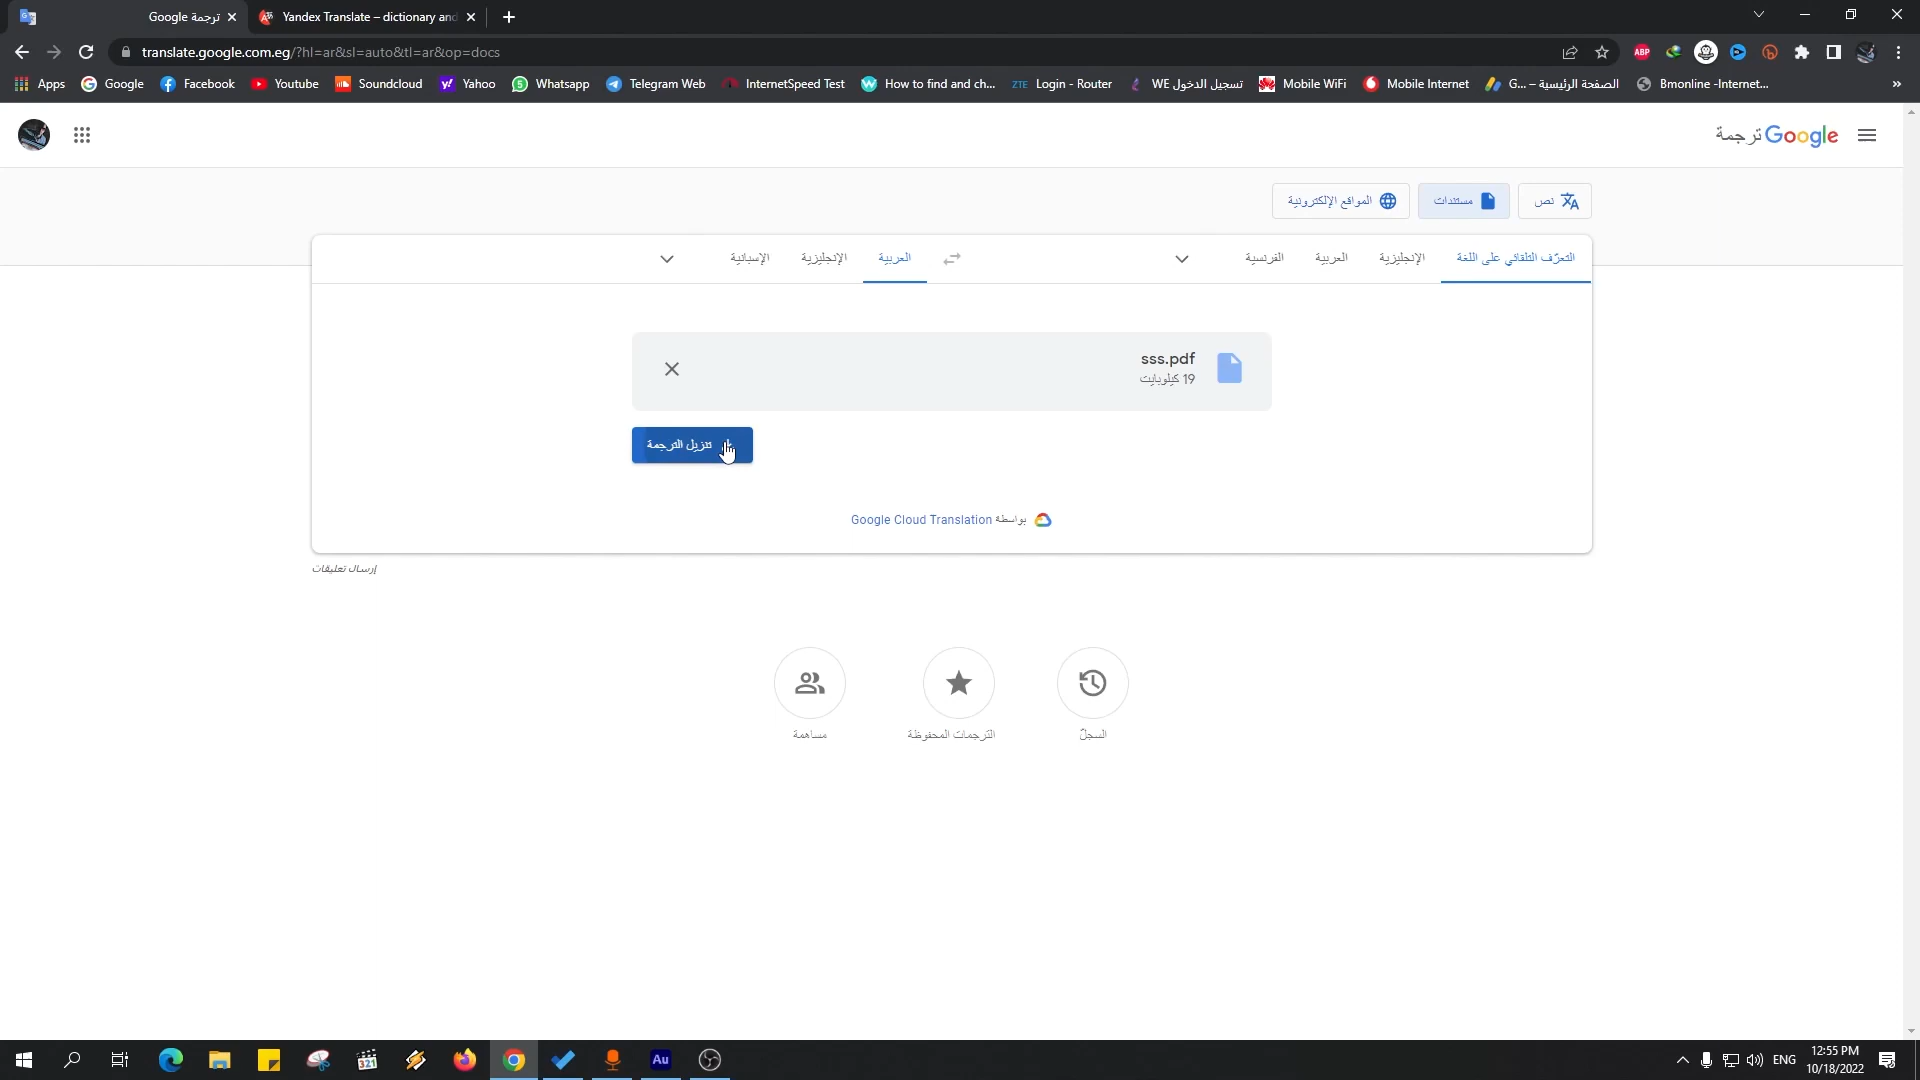 ترجمة Google
Yandex Translate – dictionary and
translate.google.com.eg/?hl=ar&sl=auto&tl=ar&op=docs
ABP
Apps
Google
Facebook
Youtube
Soundcloud
Yahoo
Whatsapp
Telegram Web
InternetSpeed Test
How to find and ch...
ZTE
Login - Router
تسجيل الدخول WE
Mobile WiFi
Mobile Internet
الصفحة الرئيسية – ...G
Bmonline -Internet...
»
Google ترجمة
نص
مستندات
المواقع الإلكترونية
التعرّف التلقائي على اللغة
الإنجليزية
العربية
الفرنسية
العربية
الإنجليزية
الإسبانية
sss.pdf
19 كيلوبايت
تنزيل الترجمة
بواسطة Google Cloud Translation
إرسال تعليقات
السجلّ
الترجمات المحفوظة
مساهمة
321
Au
ENG
12:55 PM
10/18/2022